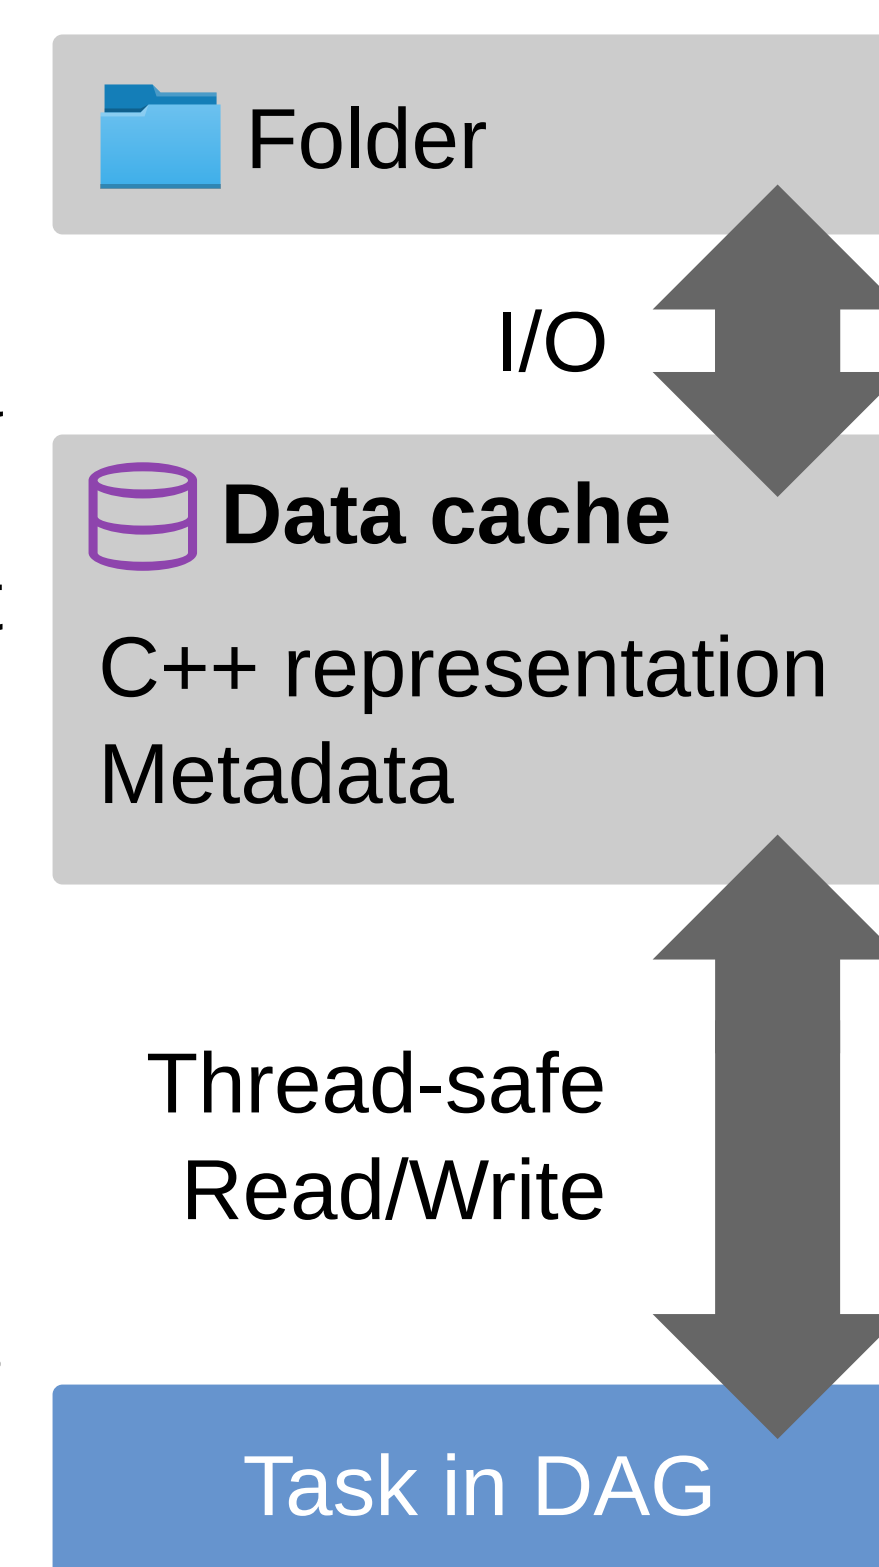 Folder
I/O
Data cache
C++ representation
Metadata
Thread-safe
Read/Write
Task in DAG